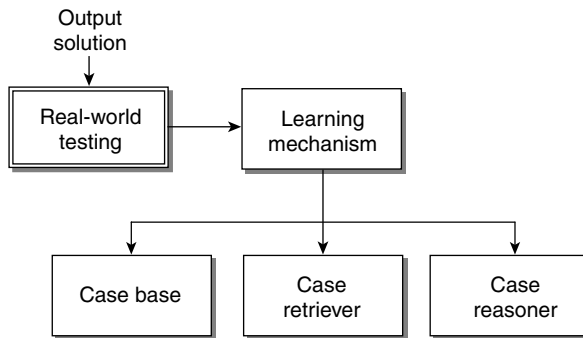 Output
solution
Real-world
testing
Learning
mechanism
Case base
Case
retriever
Case
reasoner